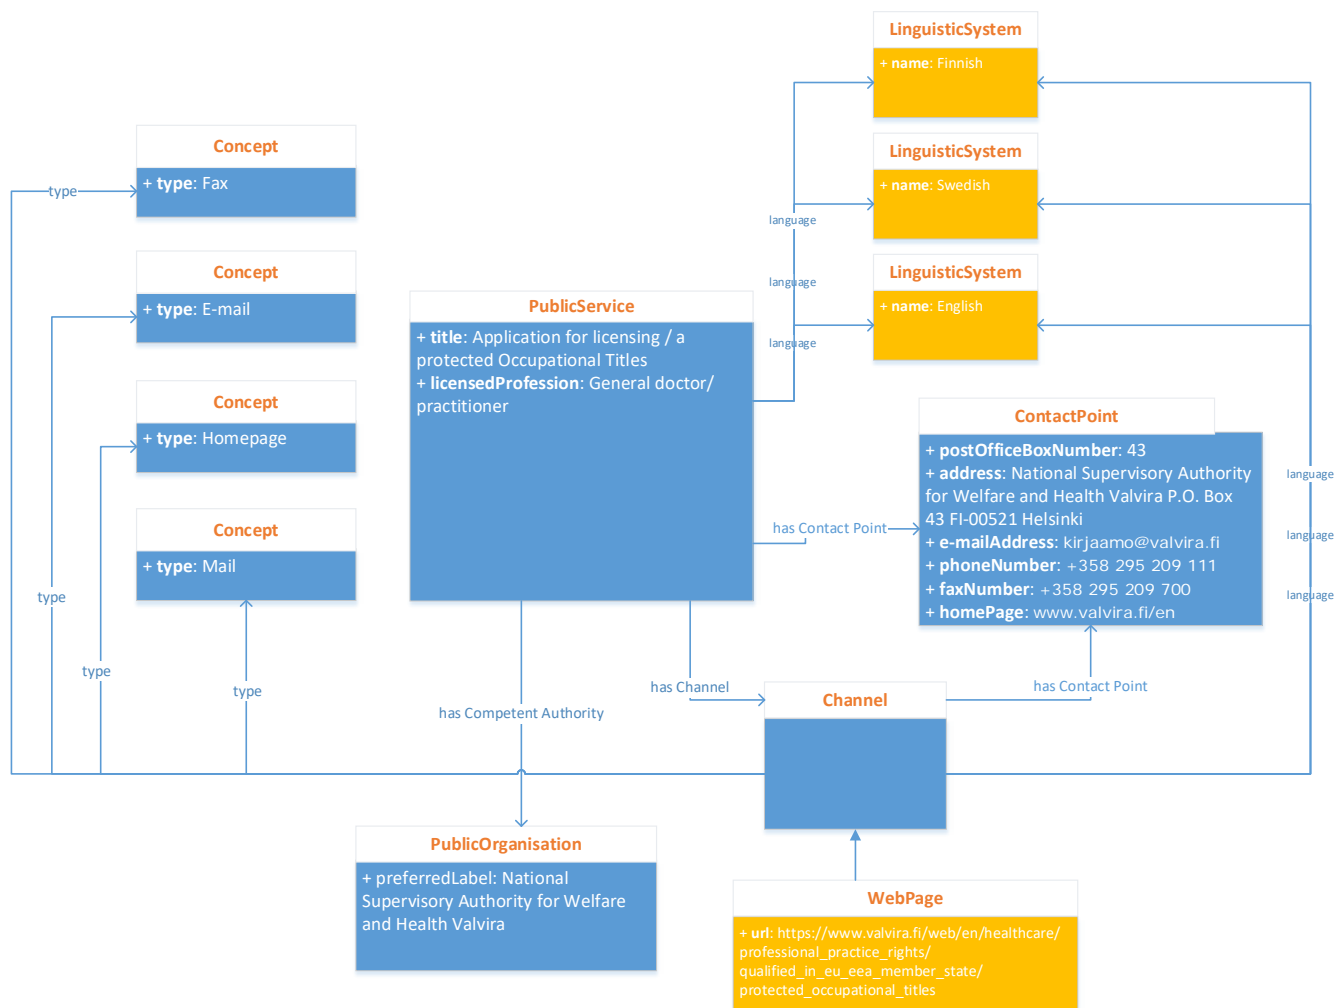 LinguisticSystem
+ name: Finnish
LinguisticSystem
+ name: Swedish
LinguisticSystem
+ name: English
language
language
language
Concept
+ type: Fax
type
Concept
+ type: E-mail
Concept
+ type: Homepage
Concept
+ type: Mail
type
type
type
PublicService
+ title: Application for licensing / a
protected Occupational Titles
+ licensedProfession: General doctor/
practitioner
has Contact Point
ContactPoint
+ postOfficeBoxNumber: 43
+ address: National Supervisory Authority
for Welfare and Health Valvira P.O. Box
43 FI-00521 Helsinki
+ e-mailAddress: kirjaamo@valvira.fi
+ phoneNumber: +358 295 209 111
+ faxNumber: +358 295 209 700
+ homePage: www.valvira.fi/en
language
language
language
has Channel
has Contact Point
has Competent Authority
Channel
PublicOrganisation
+ preferredLabel: National
Supervisory Authority for Welfare
and Health Valvira
WebPage
+ url: https://www.valvira.fi/web/en/healthcare/
professional_practice_rights/
qualified_in_eu_eea_member_state/
protected_occupational_titles